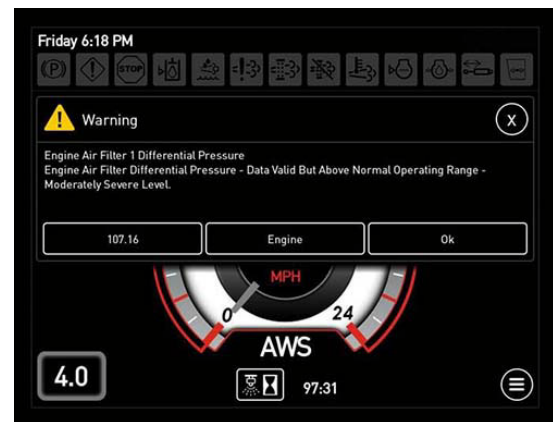 Friday 6:18 PM
(P) STOP
Warning
X
Engine Air Filter 1 Differential Pressure
Engine Air Filter Differential Pressure - Data Valid But Above Normal Operating Range -
Moderately Severe Level.
107.16 Engine Ok
MPH
0 24
AWS
4.0 97:31